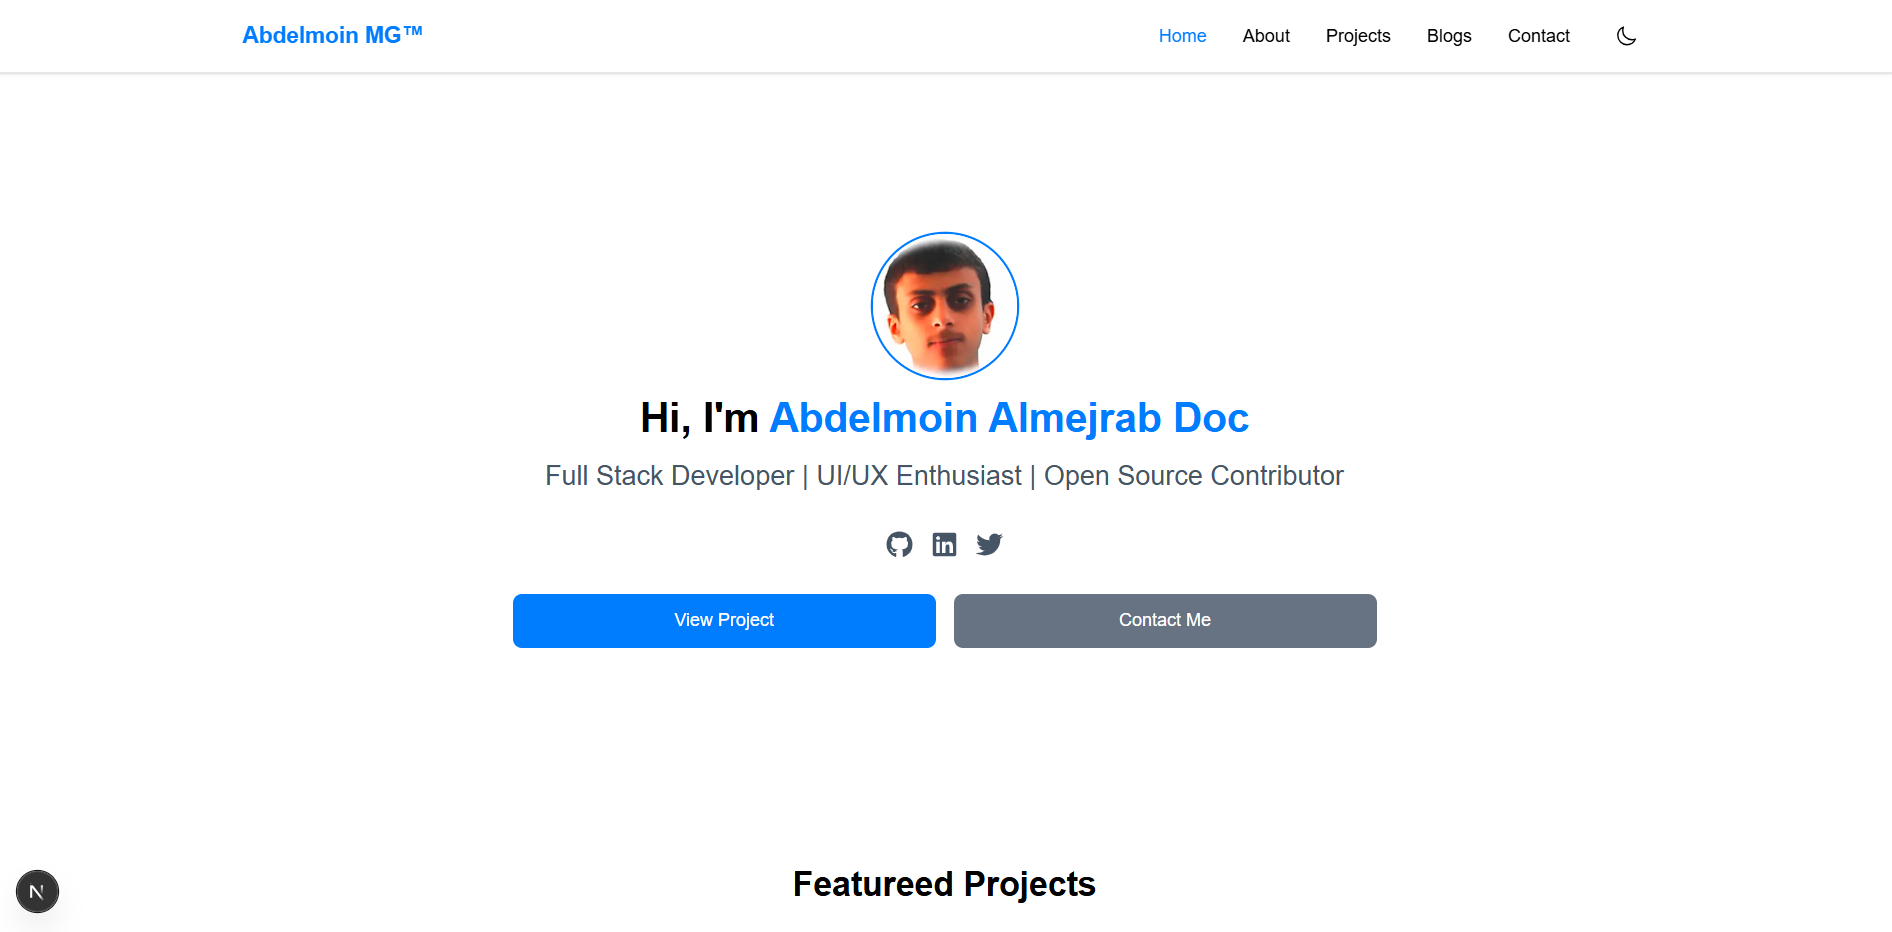 Abdelmoin MG™
Home About Projects Blogs Contact
Hi, I'm Abdelmoin Almejrab Doc
Full Stack Developer | UI/UX Enthusiast | Open Source Contributor
in
View Project
Contact Me
Featureed Projects
N